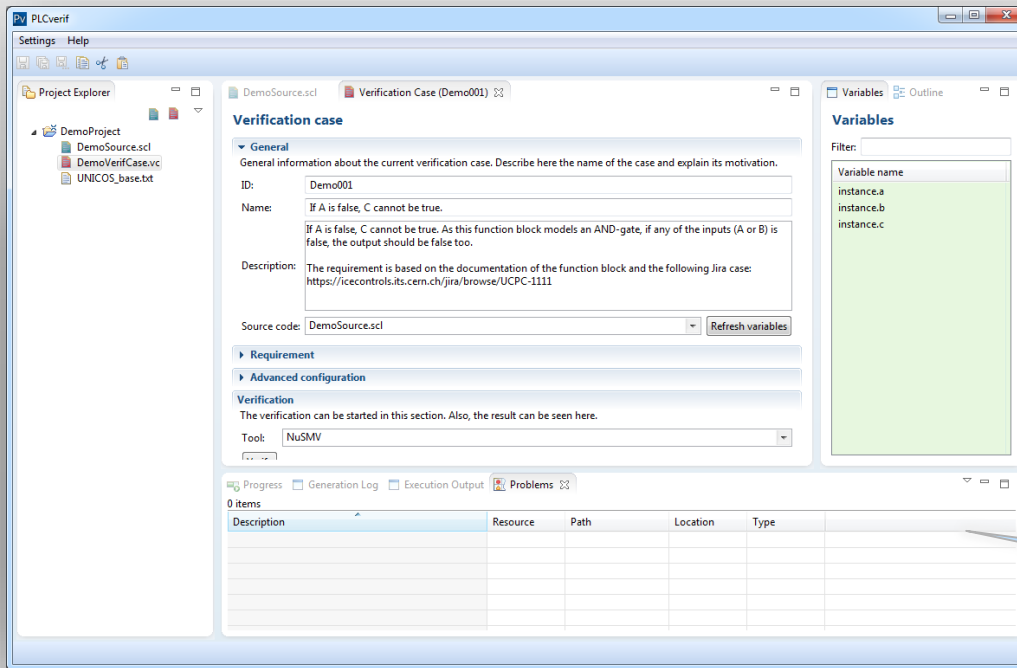 PLCverif
Settings Help
Project Explorer
DemoProject
DemoSource.scl
DemoVerifCase.vc
UNICOS_base.txt
DemoSource.scl Verification Case (Demo001)
Verification case
General
General information about the current verification case. Describe here the name of the case and explain its motivation.
ID: Demo001
Name: If A is false, C cannot be true.
Description: If A is false, C cannot be true. As this function block models an AND-gate, if any of the inputs (A or B) is
false, the output should be false too.
The requirement is based on the documentation of the function block and the following Jira case:
https://icecontrols.its.cern.ch/jira/browse/UCPC-1111
Source code: DemoSource.scl Refresh variables
Requirement
Advanced configuration
Verification
The verification can be started in this section. Also, the result can be seen here.
Tool: NuSMV
Variables Outline
Variables
Filter:
Variable name
instance.a
instance.b
instance.c
Progress Generation Log Execution Output Problems
0 items
Description Resource Path Location Type